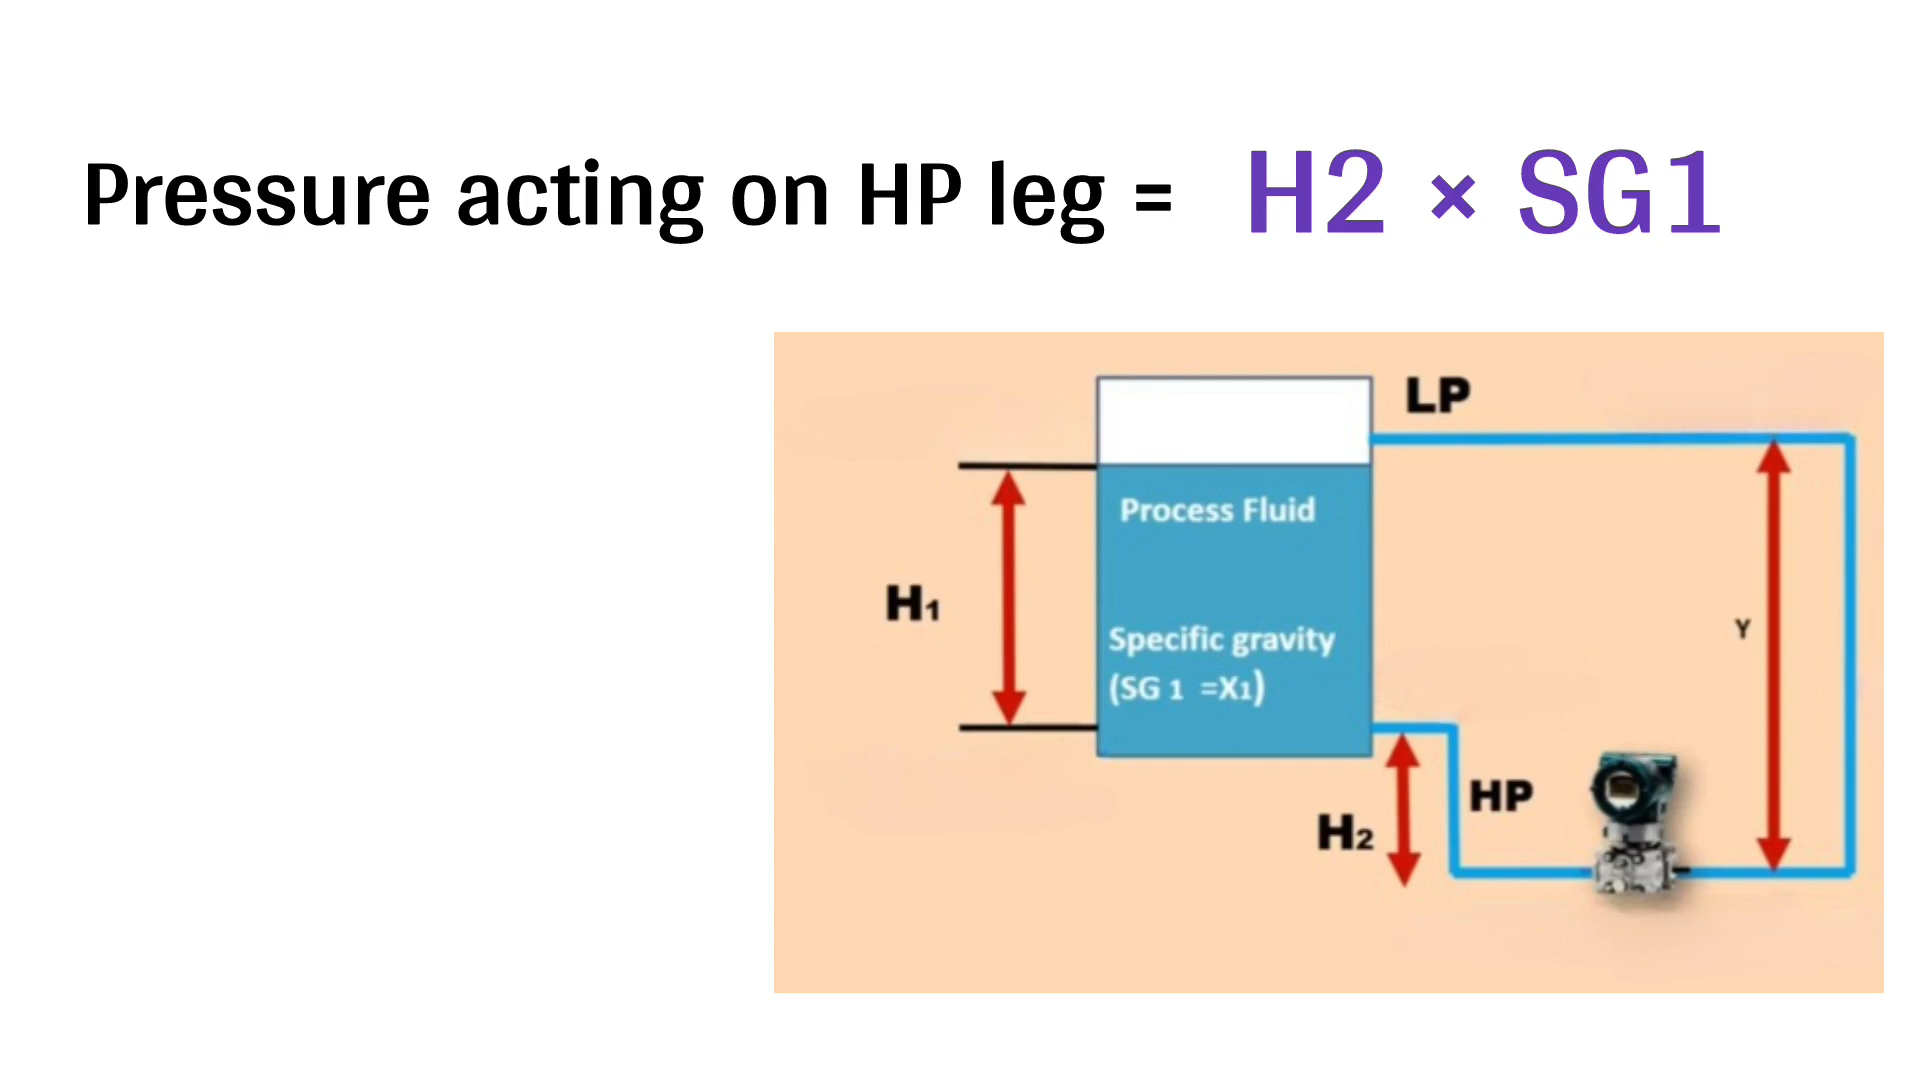 Pressure acting on HP leg = H2 × SG1
LP
Process Fluid
H1
Specific gravity
(SG 1 =X1)
Y
HP
H2